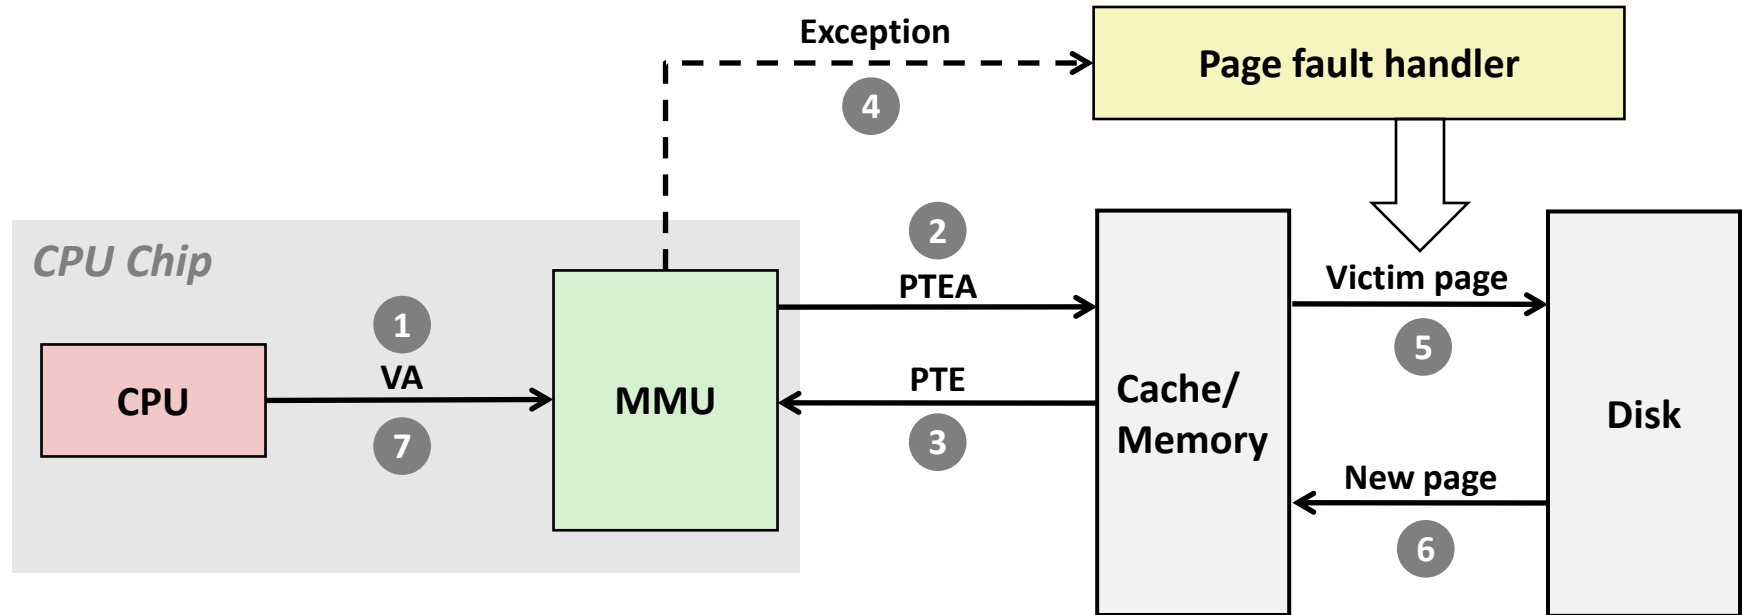 Exception
Page fault handler
4
2
CPU Chip
PTEA
Victim page
1
5
VA
CPU
MMU
PTE
Cache/
Memory
Disk
7
3
New page
6